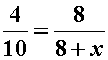 4/10 = 8/(8 + x)